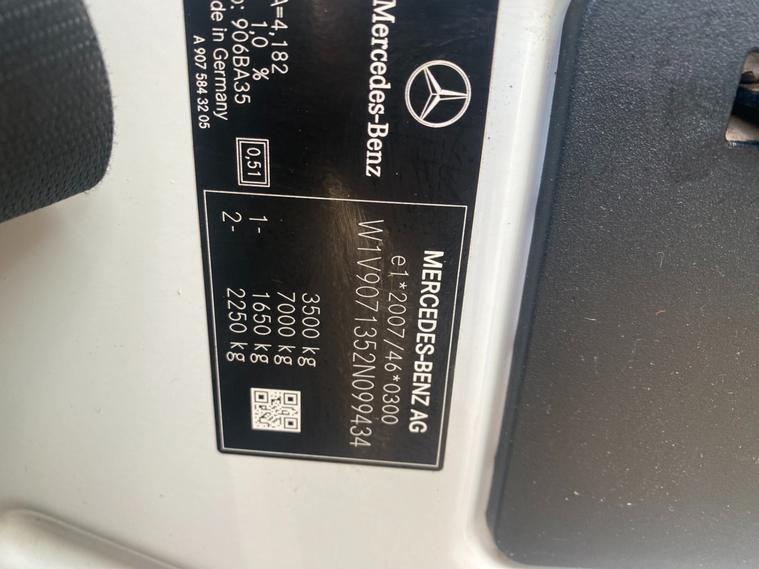 Mercedes-Benz
A=4,182
1,0 %
: 906BA35
de in Germany
A 907 584 32 05
0,51
MERCEDES-BENZ AG
e1*2007/46*0300
W1V9071352N099434
3500 kg
7000 kg
1- 1650 kg
2- 2250 kg